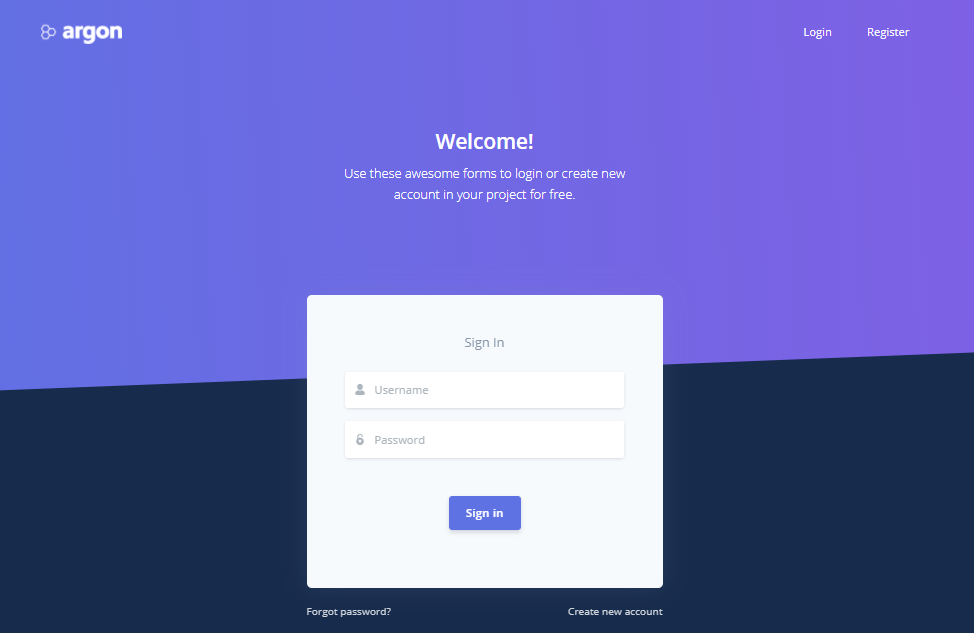 argon
Login
Register
Welcome!
Use these awesome forms to login or create new
account in your project for free.
Sign In
Username
Password
Sign in
Forgot password?
Create new account